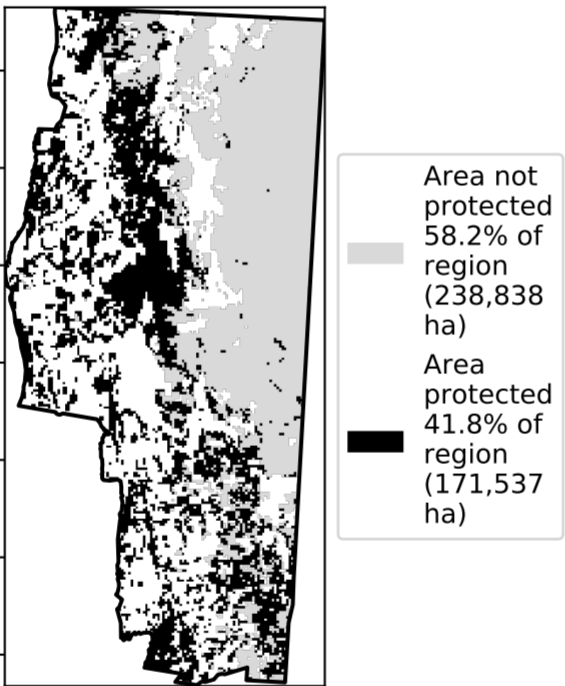 Area not
protected
58.2% of
region
(238,838
ha)
Area
protected
41.8% of
region
(171,537
ha)